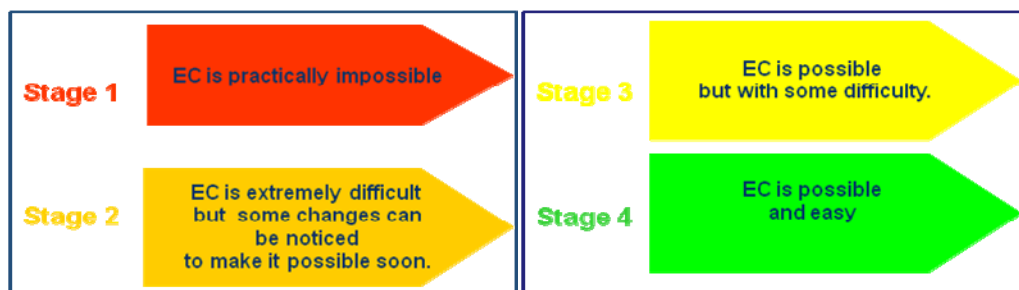 Stage 1
EC is practically impossible
Stage 2
EC is extremely difficult
but some changes can
be noticed
to make it possible soon.
Stage 3
EC is possible
but with some difficulty.
Stage 4
EC is possible
and easy